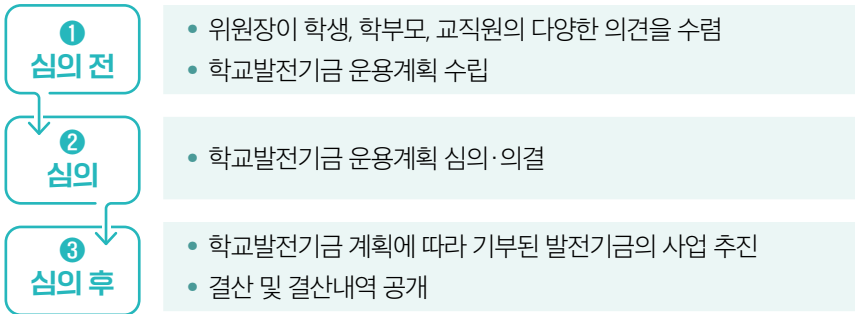 ❶
심의 전
• 위원장이 학생, 학부모, 교직원의 다양한 의견을 수렴
• 학교발전기금 운용계획 수립
❷
심의
• 학교발전기금 운용계획 심의·의결
❸
심의 후
• 학교발전기금 계획에 따라 기부된 발전기금의 사업 추진
• 결산 및 결산내역 공개